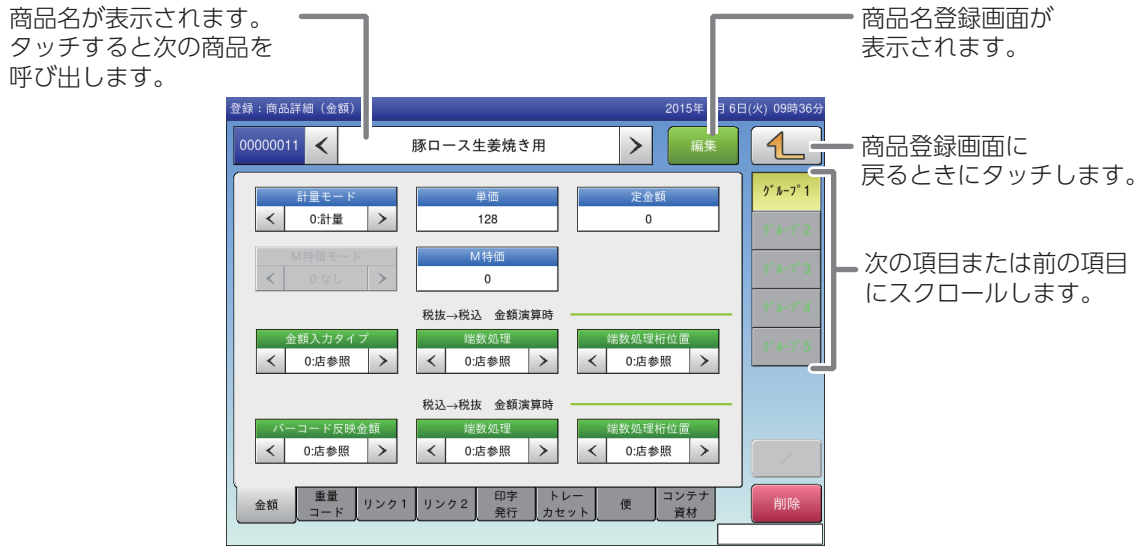 商品名が表示されます。
タッチすると次の商品を
呼び出します。
商品名登録画面が
表示されます。
登録：商品詳細（金額）
2015年 月 6日(火) 09時36分
00000011 < 豚ロース生姜焼き用 > 編集
商品登録画面に
戻るときにタッチします。
計量モード 単価 定金額
< 0:計量 > 128 0
M特価モード M特価
< 0:なし > 0
税抜→税込 金額演算時
金額入力タイプ 端数処理 端数処理桁位置
< 0:店参照 > < 0:店参照 > < 0:店参照 >
税込→税抜 金額演算時
バーコード反映金額 端数処理 端数処理桁位置
< 0:店参照 > < 0:店参照 > < 0:店参照 >
ｸﾞﾙｰﾌﾟ1
ｸﾞﾙｰﾌﾟ2
ｸﾞﾙｰﾌﾟ3
ｸﾞﾙｰﾌﾟ4
ｸﾞﾙｰﾌﾟ5
次の項目または前の項目
にスクロールします。
／
金額
重量
コード
リンク1
リンク2
印字
発行
トレー
カセット
便
コンテナ
資材
削除